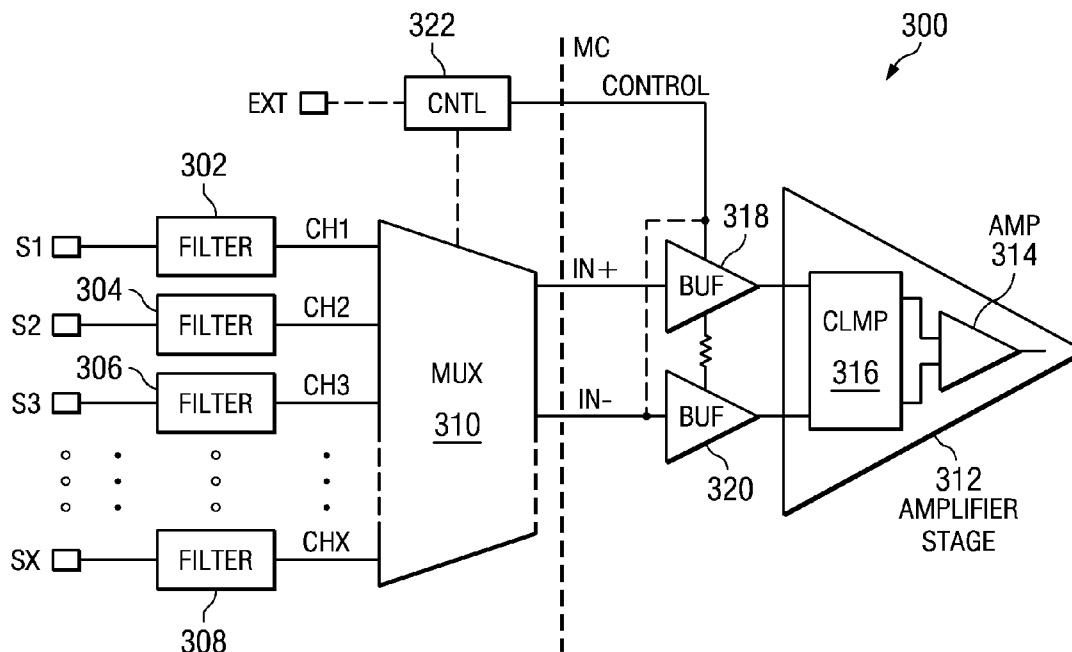 322
MC
300
EXT
CNTL
CONTROL
302
S1
FILTER
CH1
318
AMP
314
IN+
BUF
304
S2
FILTER
CH2
CLMP
316
306
S3
FILTER
CH3
MUX
310
IN-
BUF
320
312
AMPLIFIER
STAGE
SX
FILTER
CHX
308